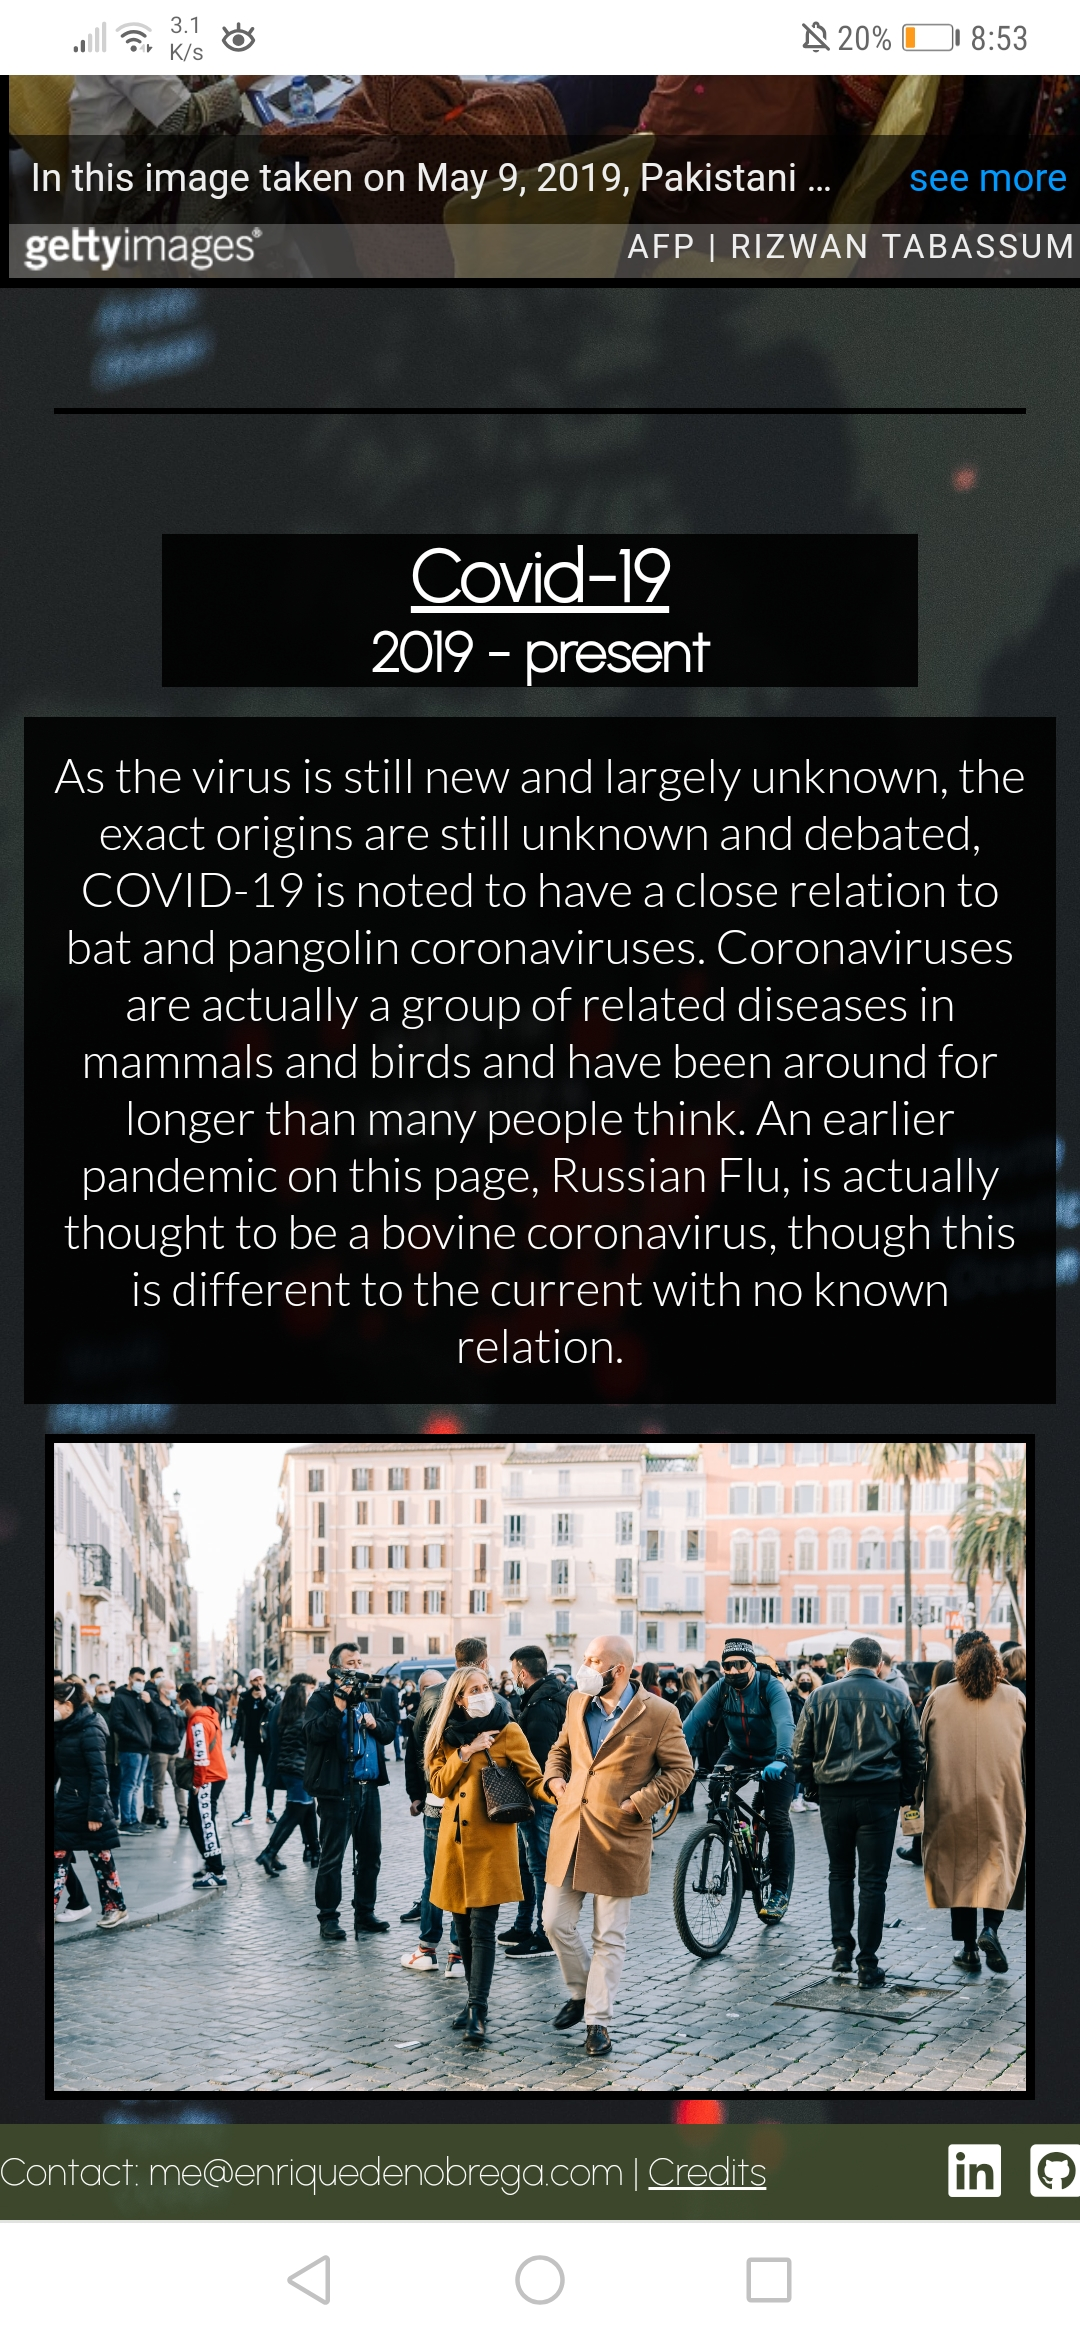 3.1
K/s
20%
8:53
In this image taken on May 9, 2019, Pakistani ... see more
gettyimages®
AFP | RIZWAN TABASSUM
Covid-19
2019 - present
As the virus is still new and largely unknown, the
exact origins are still unknown and debated,
COVID-19 is noted to have a close relation to
bat and pangolin coronaviruses. Coronaviruses
are actually a group of related diseases in
mammals and birds and have been around for
longer than many people think. An earlier
pandemic on this page, Russian Flu, is actually
thought to be a bovine coronavirus, though this
is different to the current with no known
relation.
Contact: me@enriquedenobrega.com | Credits
in